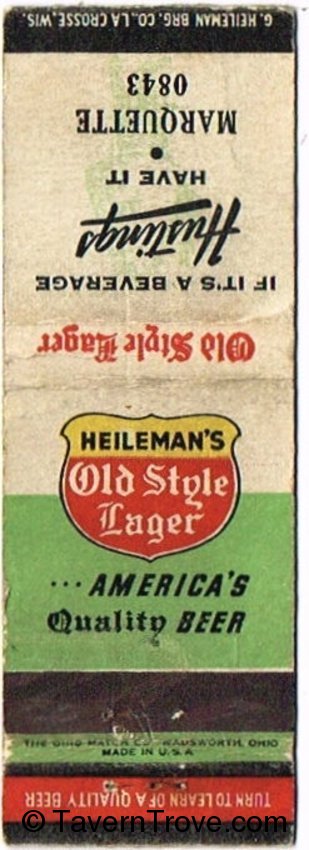 G. HEILEMAN BRG. CO., LA CROSSE, WIS.
IF IT'S A BEVERAGE
Hustings
HAVE IT
•
MARQUETTE
0843
Old Style Lager
HEILEMAN'S
Old Style
Lager
...AMERICA'S
Quality BEER
THE OHIO MATCH CO. WADSWORTH, OHIO
MADE IN U.S.A
TURN TO LEARN OF A QUALITY BEER
© TavernTrove.com